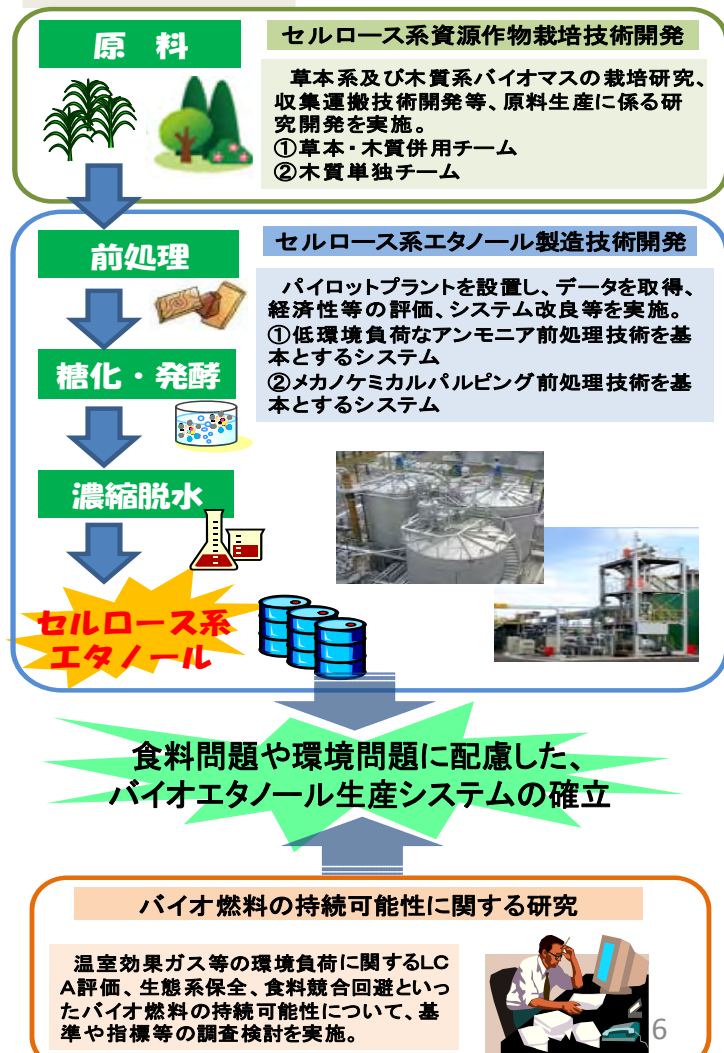 原　料
セルロース系資源作物栽培技術開発
草本系及び木質系バイオマスの栽培研究、
収集運搬技術開発等、原料生産に係る研
究開発を実施。
①草本・木質併用チーム
②木質単独チーム
前処理
セルロース系エタノール製造技術開発
パイロットプラントを設置し、データを取得、
経済性等の評価、システム改良等を実施。
①低環境負荷なアンモニア前処理技術を基
本とするシステム
②メカノケミカルパルピング前処理技術を基
本とするシステム
糖化・発酵
濃縮脱水
セルロース系
エタノール
食料問題や環境問題に配慮した、
バイオエタノール生産システムの確立
バイオ燃料の持続可能性に関する研究
温室効果ガス等の環境負荷に関するLC
A評価、生態系保全、食料競合回避といっ
たバイオ燃料の持続可能性について、基
準や指標等の調査検討を実施。
6